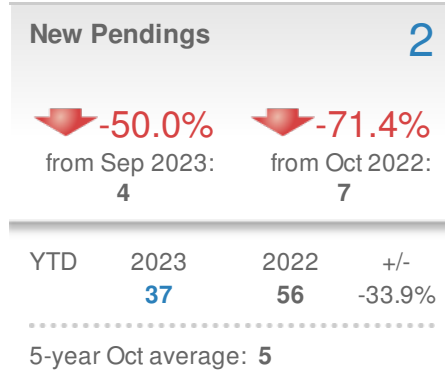 New Pendings 2
-50.0% -71.4%
from Sep 2023: from Oct 2022:
4 7
YTD 2023 2022 +/-
37 56 -33.9%
5-year Oct average: 5